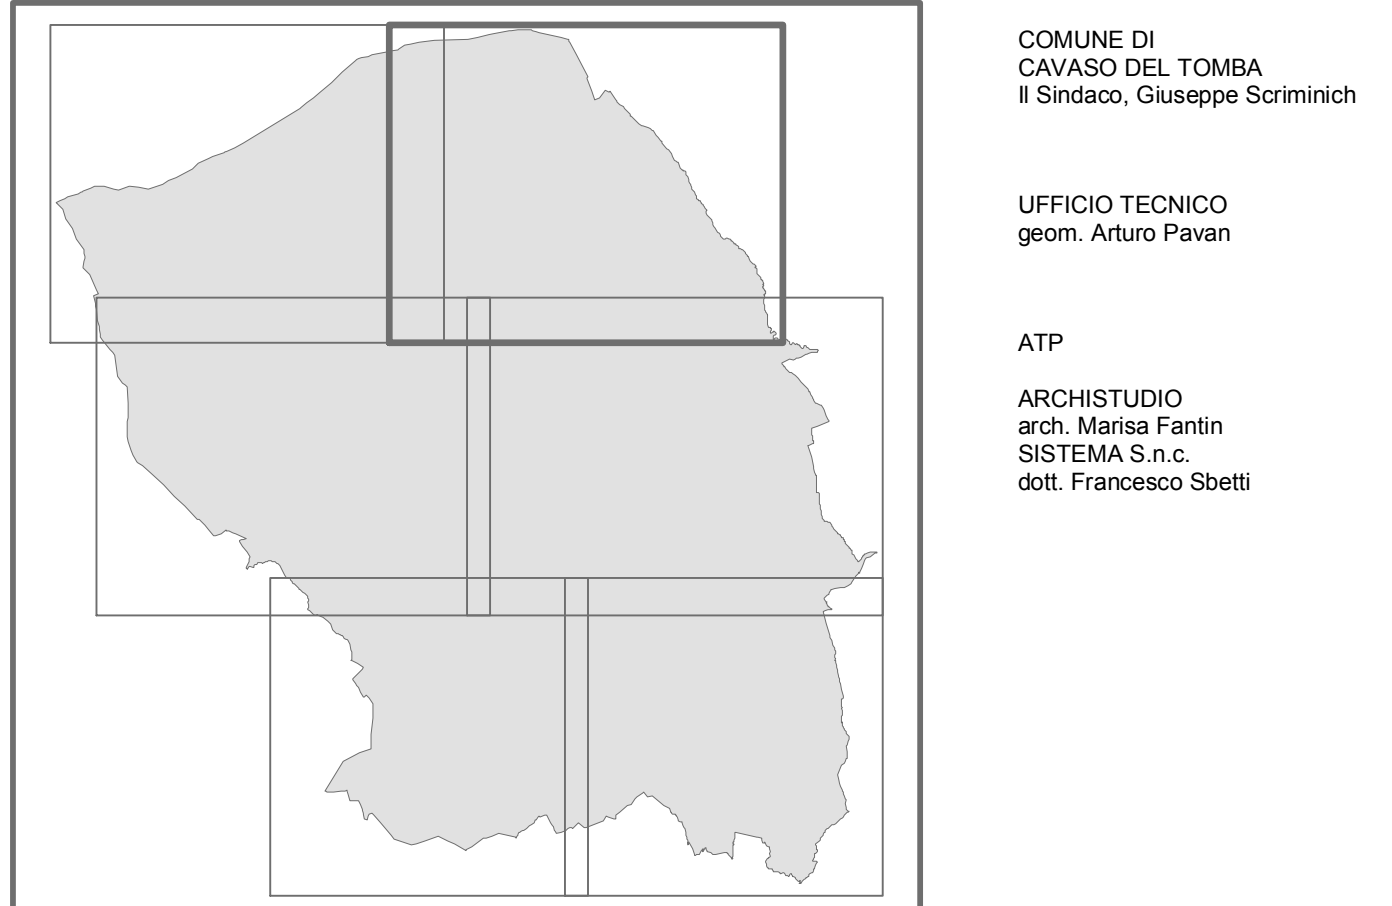 COMUNE DI
CAVASO DEL TOMBA
Il Sindaco, Giuseppe Scriminich
UFFICIO TECNICO
geom. Arturo Pavan
ATP
ARCHISTUDIO
arch. Marisa Fantin
SISTEMA S.n.c.
dott. Francesco Sbetti